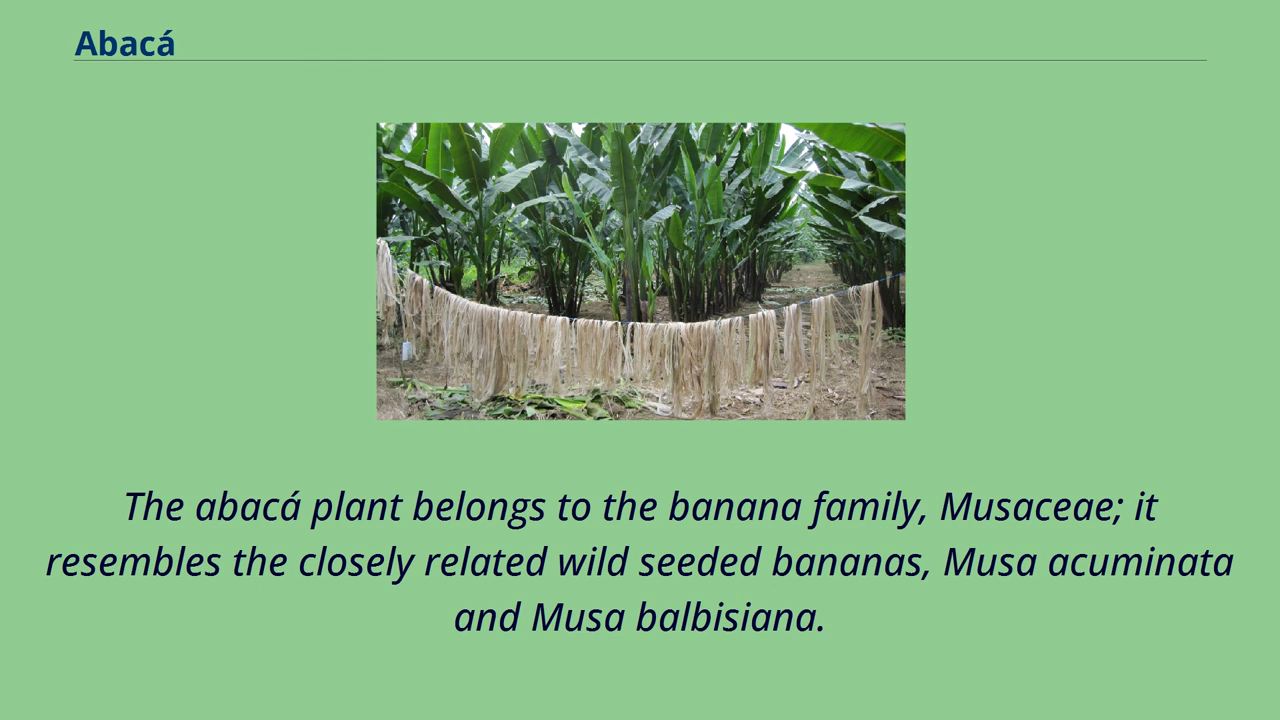 Abacá
The abacá plant belongs to the banana family, Musaceae; it
resembles the closely related wild seeded bananas, Musa acuminata
and Musa balbisiana.